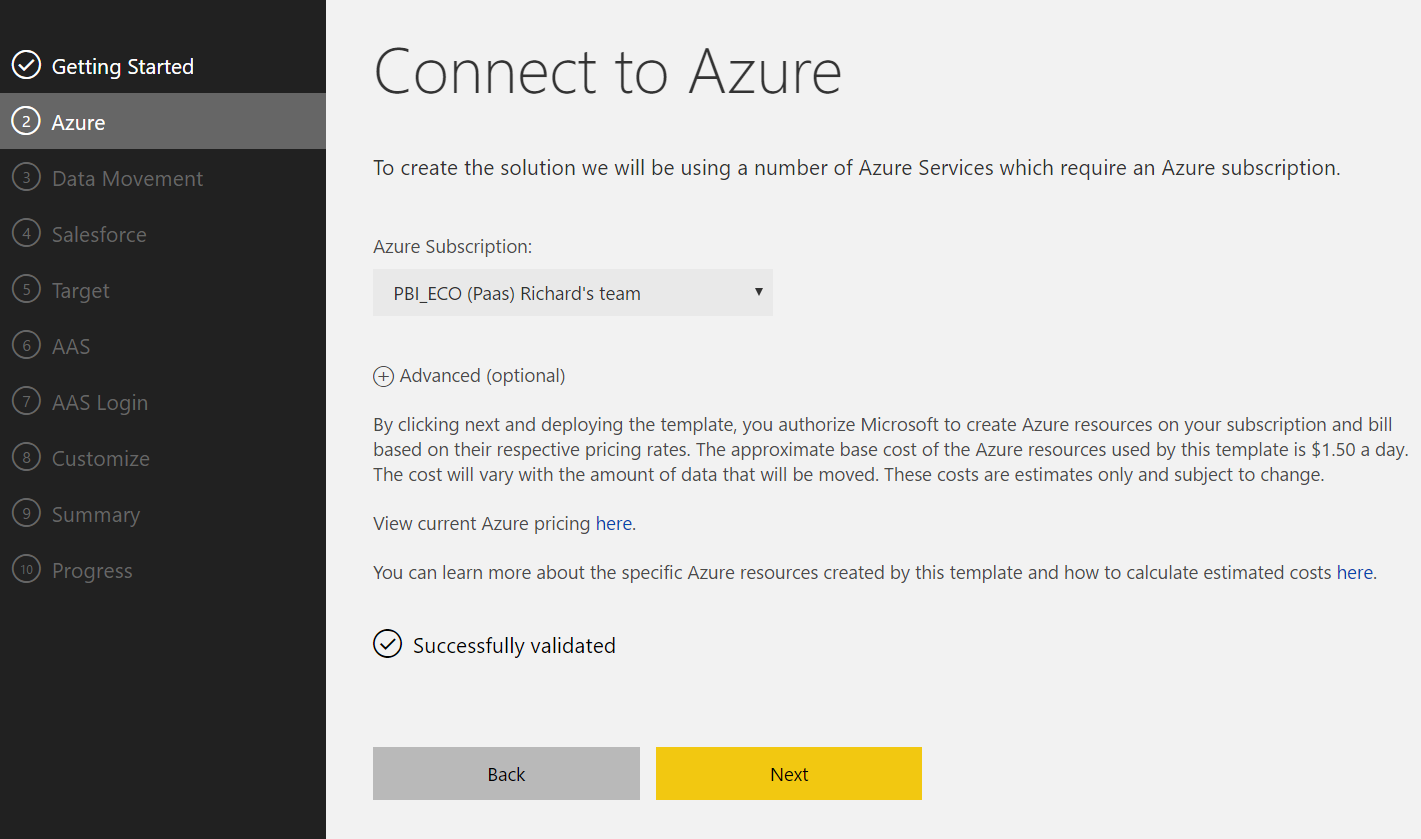 Getting Started
2 Azure
3 Data Movement
4 Salesforce
5 Target
6 AAS
7 AAS Login
8 Customize
9 Summary
10 Progress
Connect to Azure
To create the solution we will be using a number of Azure Services which require an Azure subscription.
Azure Subscription:
PBI_ECO (Paas) Richard's team
Advanced (optional)
By clicking next and deploying the template, you authorize Microsoft to create Azure resources on your subscription and bill
based on their respective pricing rates. The approximate base cost of the Azure resources used by this template is $1.50 a day.
The cost will vary with the amount of data that will be moved. These costs are estimates only and subject to change.
View current Azure pricing here.
You can learn more about the specific Azure resources created by this template and how to calculate estimated costs here.
Successfully validated
Back
Next